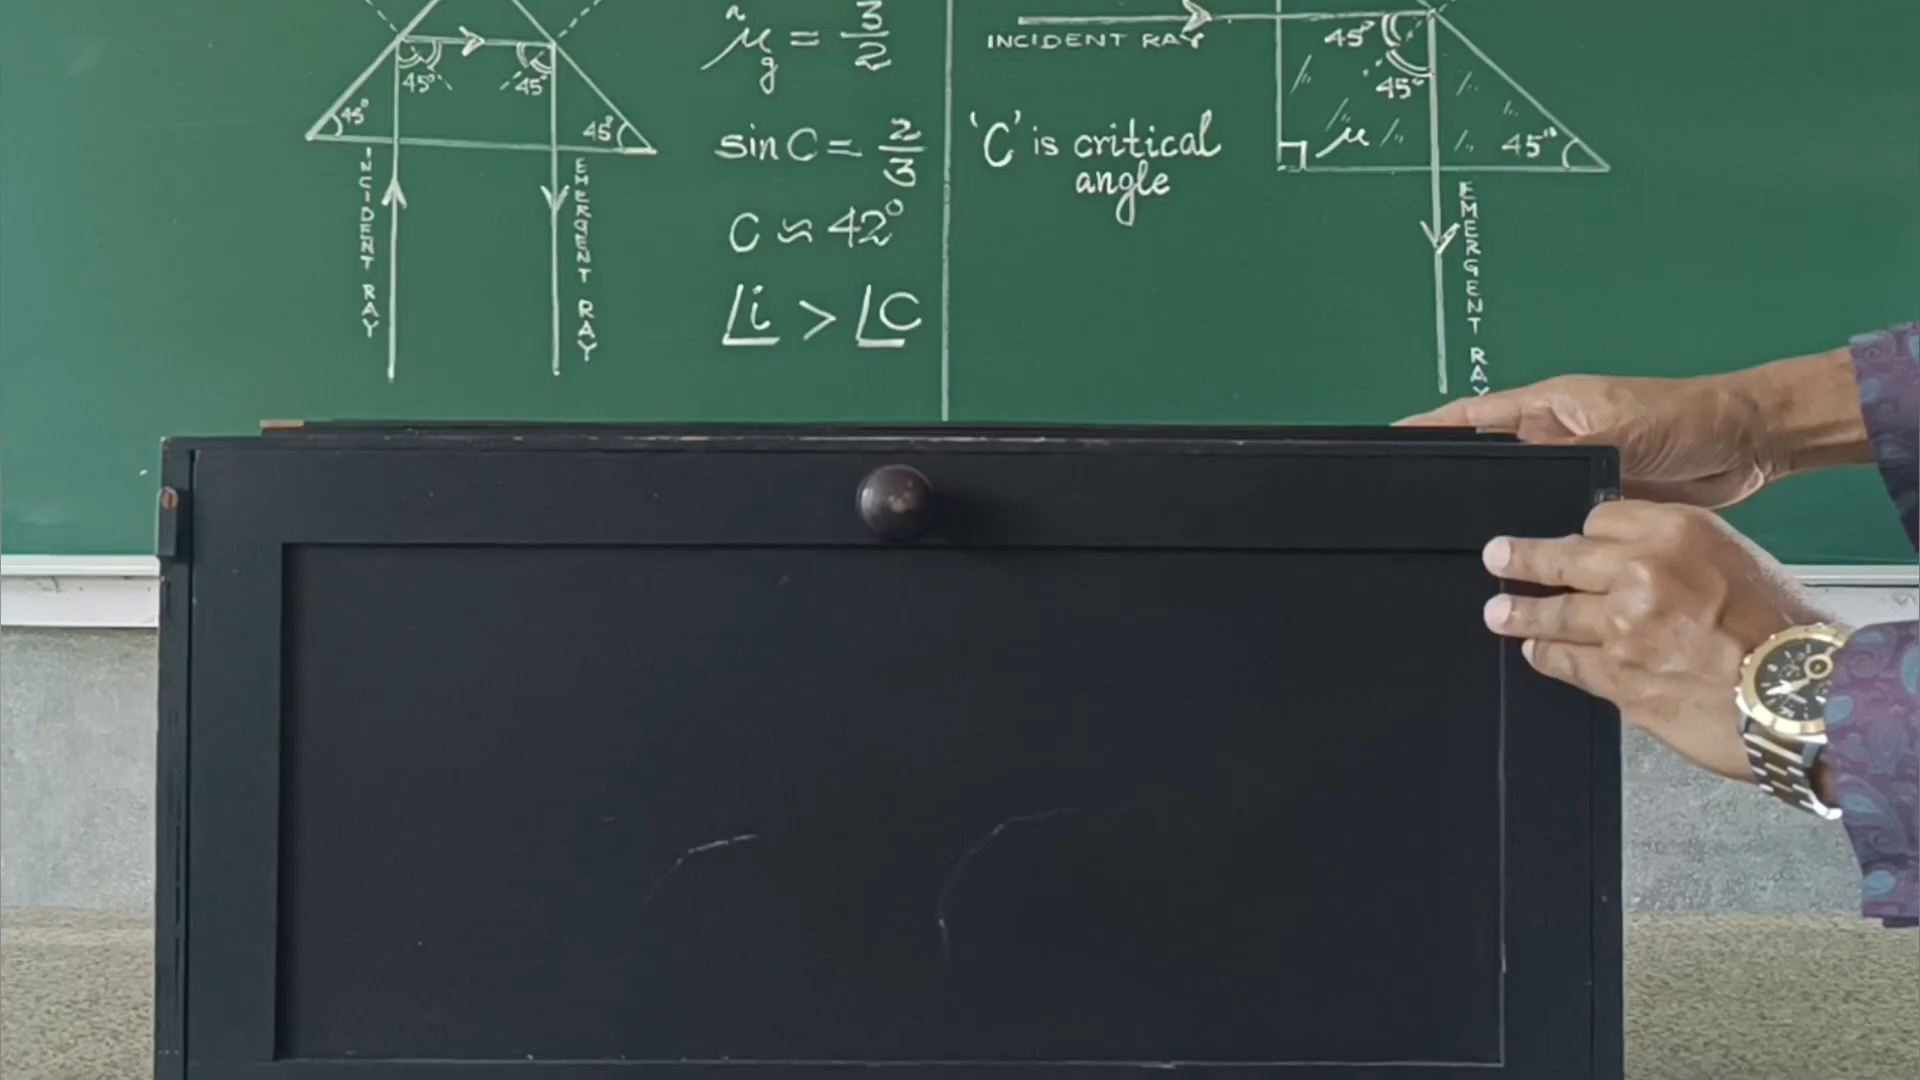 45° 45°
45° 45°
INCIDENT RAY
EMERGENT RAY
ᵃμg = 3/2
sin C = 2/3
C ≈ 42°
∠i > ∠C
INCIDENT RAY
'C' is critical
angle
45°
45°
μ 45°
EMERGENT RAY